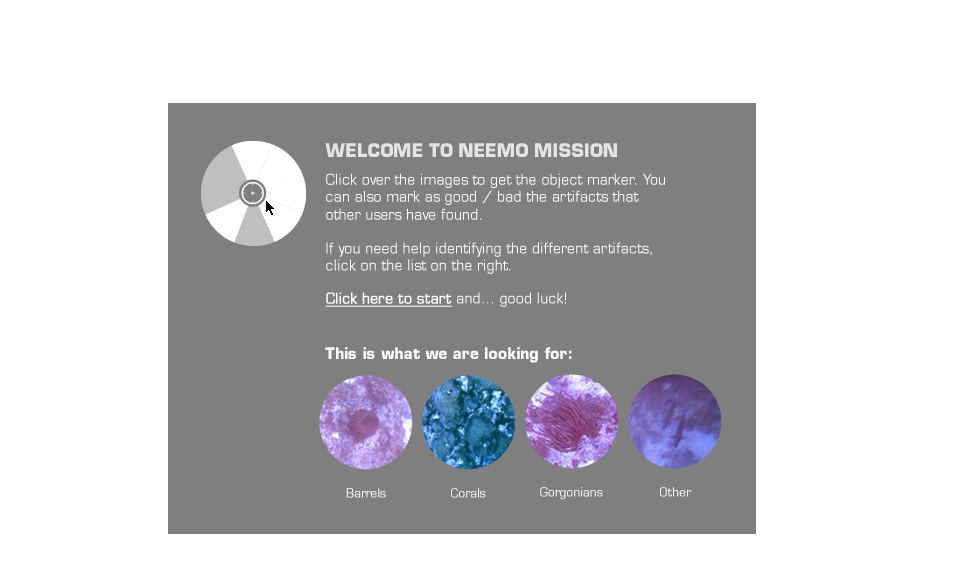 WELCOME TO NEEMO MISSION
Click over the images to get the object marker. You
can also mark as good / bad the artifacts that
other users have found.
If you need help identifying the different artifacts,
click on the list on the right.
Click here to start and... good luck!
This is what we are looking for:
Barrels
Corals
Gorgonians
Other